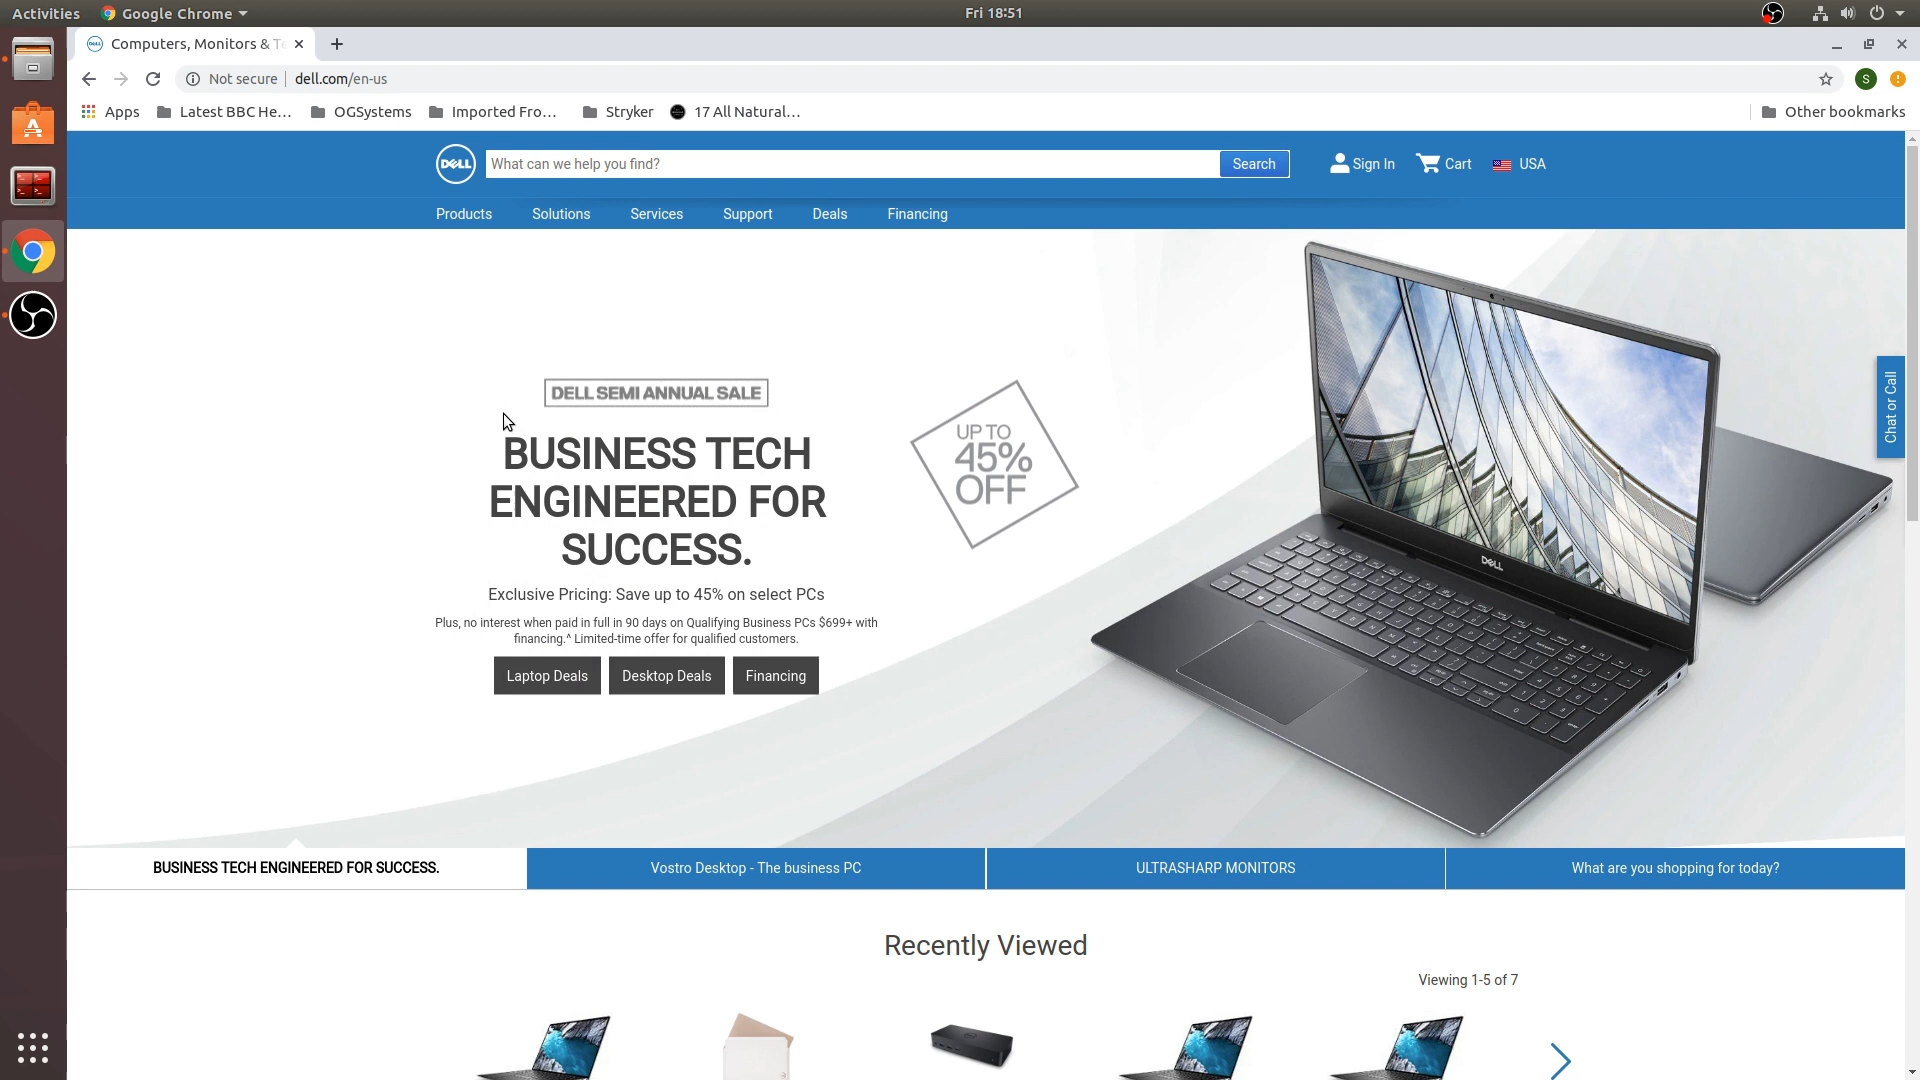 Activities
Google Chrome
Fri 18:51
Computers, Monitors & Te
Not secure
dell.com/en-us
S
Apps
Latest BBC He...
OGSystems
Imported Fro...
Stryker
17 All Natural...
Other bookmarks
DELL
What can we help you find?
Search
Sign In
Cart
USA
Products
Solutions
Services
Support
Deals
Financing
DELL SEMI ANNUAL SALE
BUSINESS TECH
ENGINEERED FOR
SUCCESS.
UP TO
45%
OFF
Exclusive Pricing: Save up to 45% on select PCs
Plus, no interest when paid in full in 90 days on Qualifying Business PCs $699+ with
financing.^ Limited-time offer for qualified customers.
Laptop Deals
Desktop Deals
Financing
DELL
Chat or Call
BUSINESS TECH ENGINEERED FOR SUCCESS.
Vostro Desktop - The business PC
ULTRASHARP MONITORS
What are you shopping for today?
Recently Viewed
Viewing 1-5 of 7